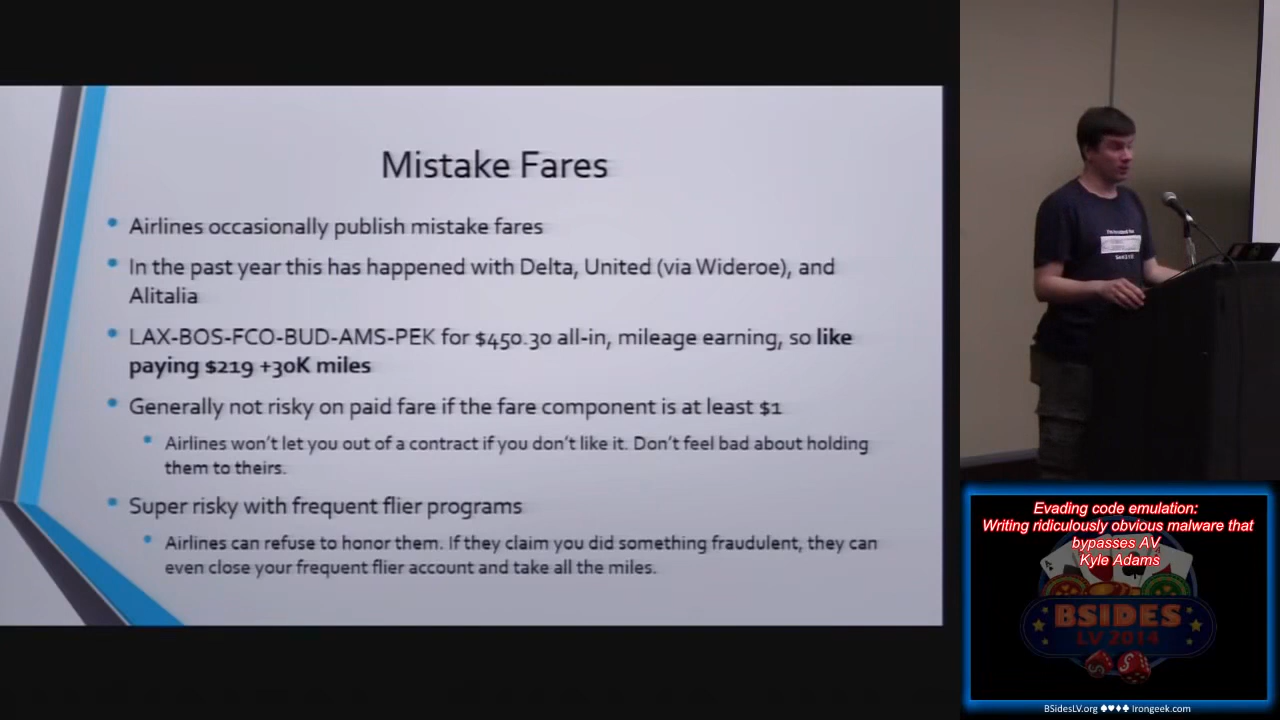 Mistake Fares
Airlines occasionally publish mistake fares
In the past year this has happened with Delta, United (via Wideroe), and
Alitalia
LAX-BOS-FCO-BUD-AMS-PEK for $450.30 all-in, mileage earning, so like
paying $219 +30K miles
Generally not risky on paid fare if the fare component is at least $1
Airlines won't let you out of a contract if you don't like it. Don't feel bad about holding
them to theirs.
Super risky with frequent flier programs
Airlines can refuse to honor them. If they claim you did something fraudulent, they can
even close your frequent flier account and take all the miles.
Evading code emulation:
Writing ridiculously obvious malware that
bypasses AV
Kyle Adams
BSIDES
LV 2014
BSidesLV.org ♠♥♦♣ Irongeek.com